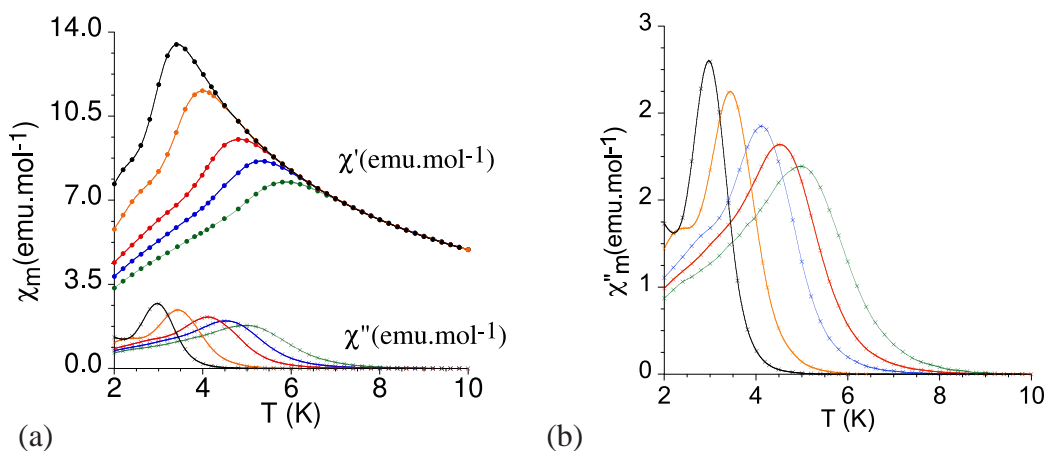 14.0
10.5
7.0
3.5
0.0
χm(emu.mol-1)
χ'(emu.mol-1)
χ''(emu.mol-1)
2 4 6 8 10
T (K)
(a)
3
2
2
1
1
0
χ''m(emu.mol-1)
2 4 6 8 10
T (K)
(b)